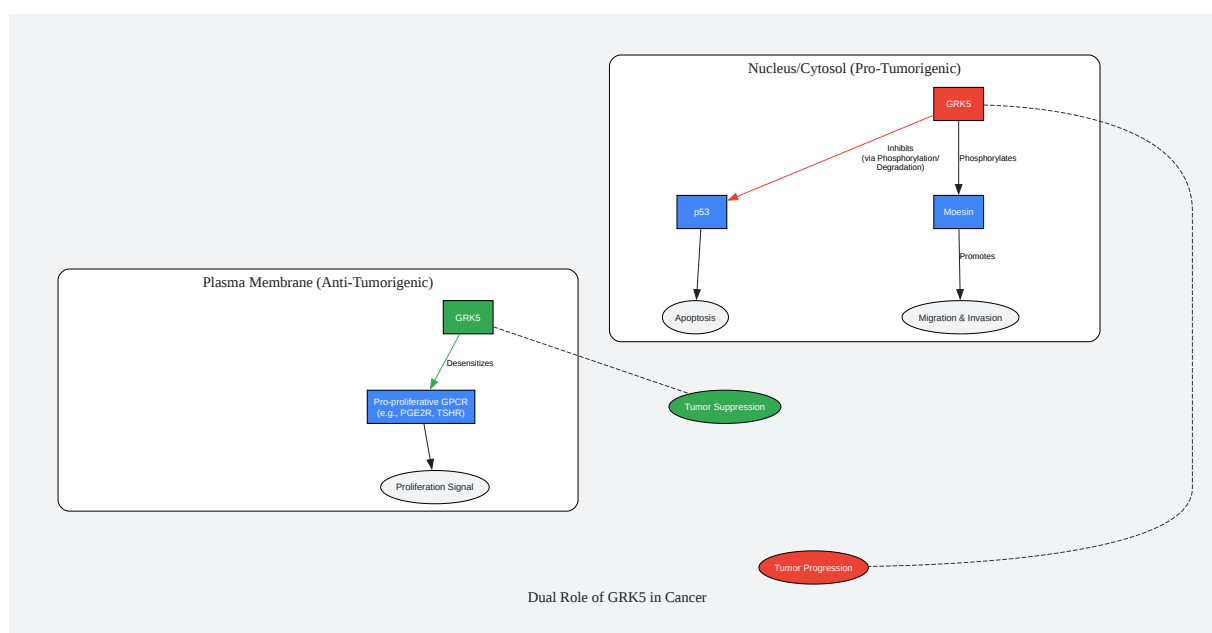 Nucleus/Cytosol (Pro-Tumorigenic)
GRK5
Inhibits
(via Phosphorylation/
Degradation)
Phosphorylates
p53
Moesin
Promotes
Apoptosis
Migration & Invasion
Plasma Membrane (Anti-Tumorigenic)
GRK5
Desensitizes
Pro-proliferative GPCR
(e.g., PGE2R, TSHR)
Proliferation Signal
Tumor Suppression
Tumor Progression
Dual Role of GRK5 in Cancer